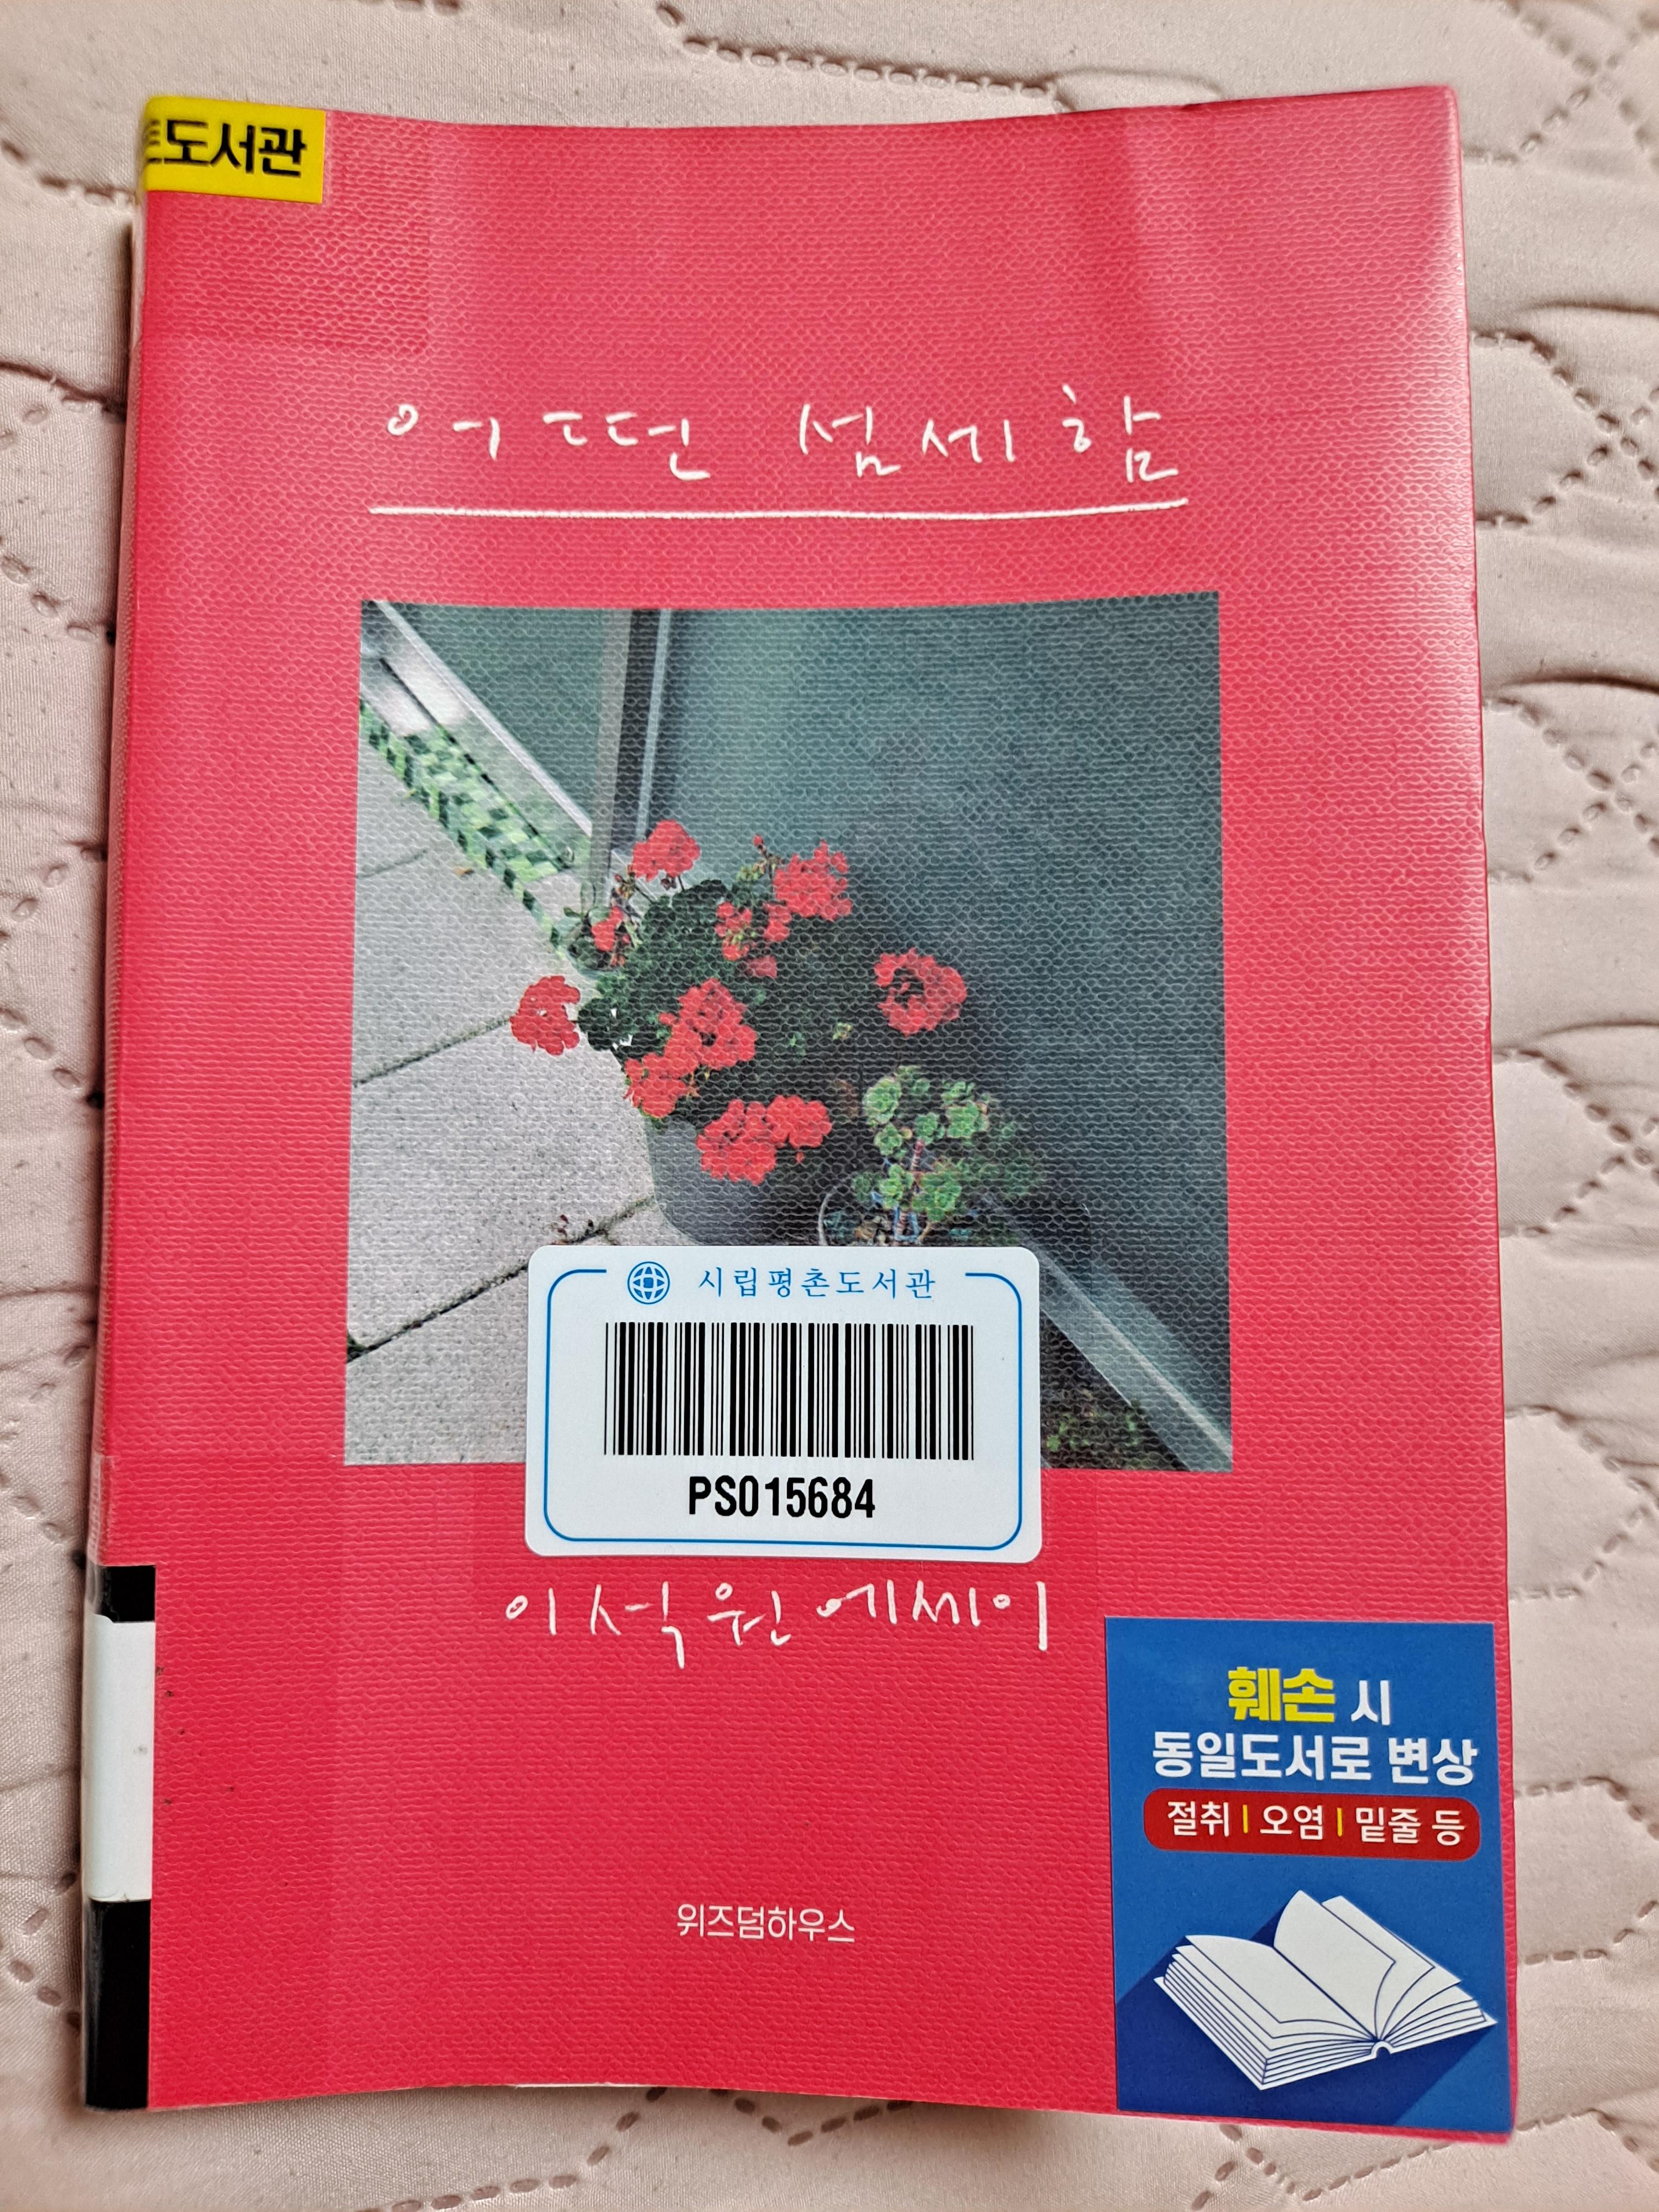 도서관
어떤 섬세함
시립평촌도서관
PS015684
이석원 에세이
훼손 시
동일도서로 변상
절취 | 오염 | 밑줄 등
위즈덤하우스